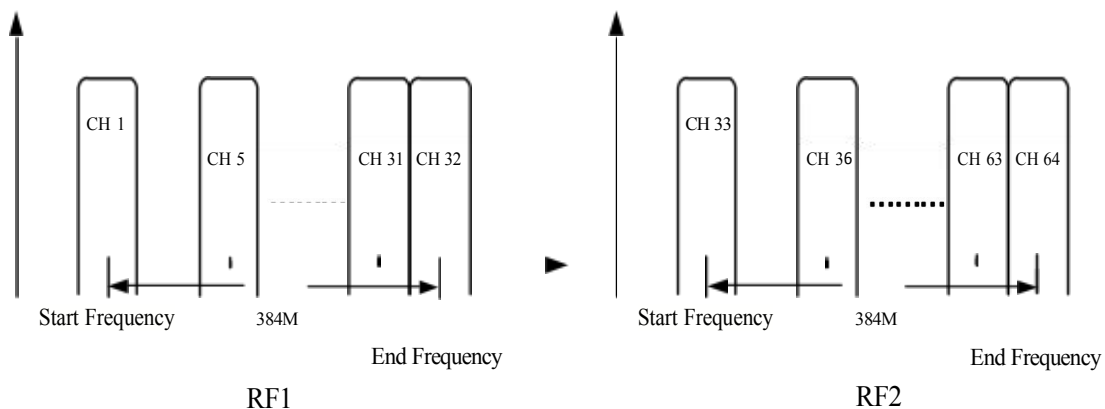 CH 1
CH 5
CH 31
CH 32
Start Frequency
384M
End Frequency
RF1
CH 33
CH 36
CH 63
CH 64
Start Frequency
384M
End Frequency
RF2